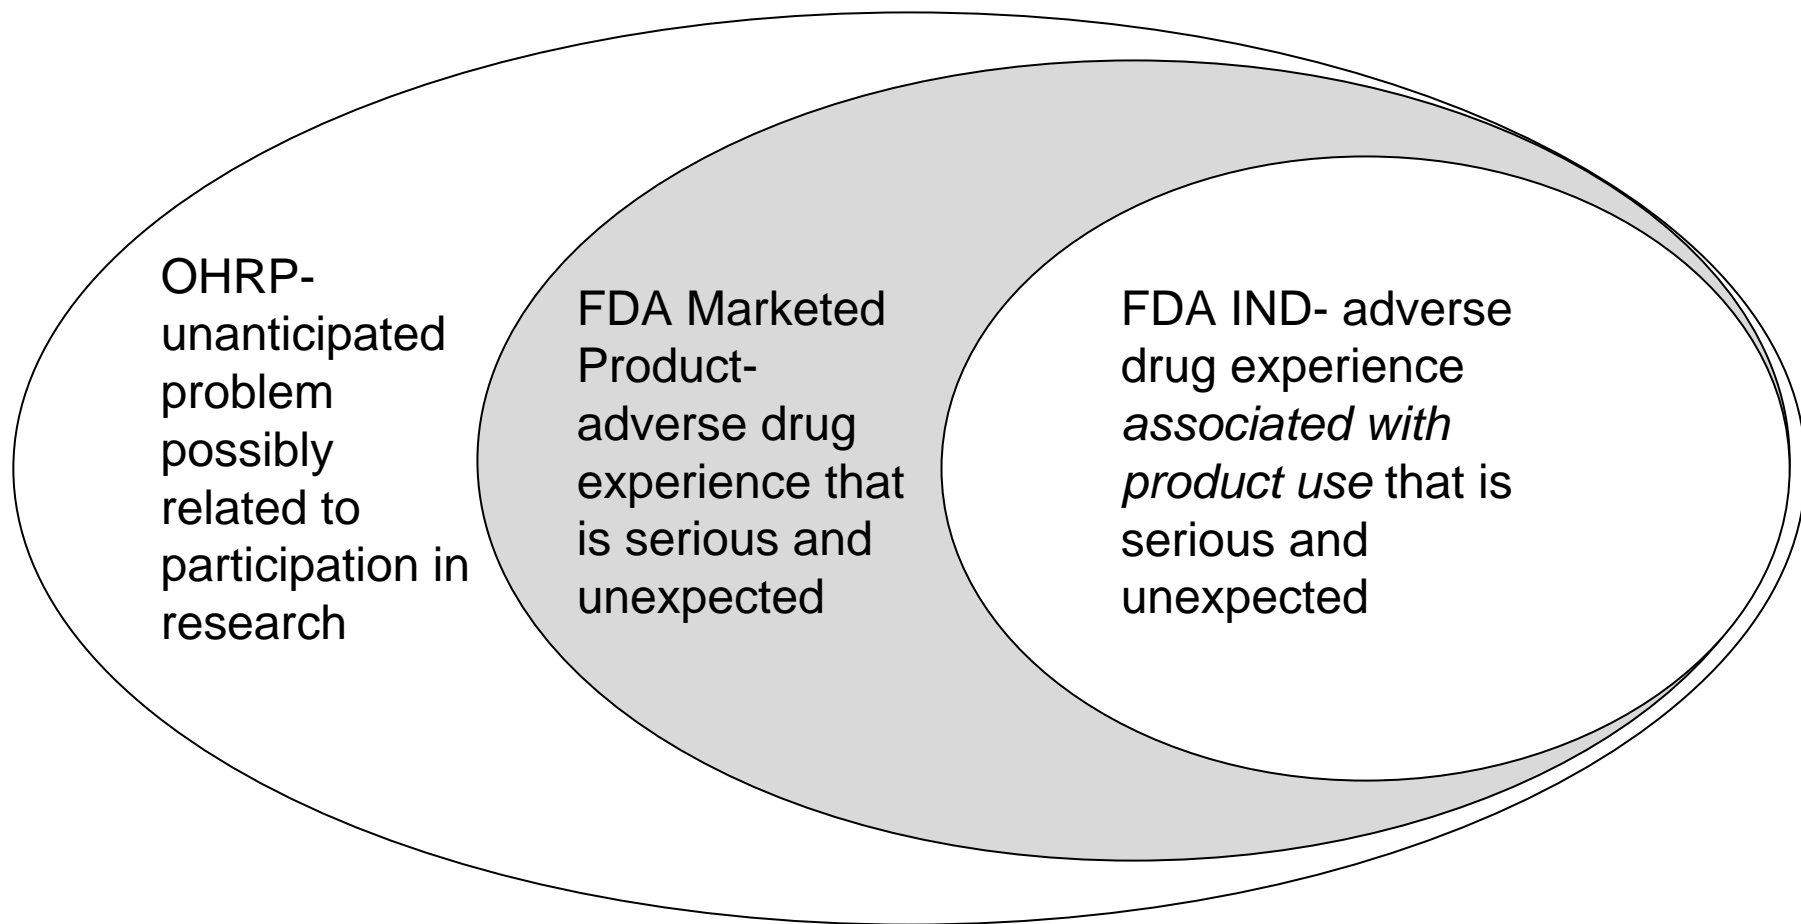 OHRP-
unanticipated
problem
possibly
related to
participation in
research
FDA Marketed
Product-
adverse drug
experience that
is serious and
unexpected
FDA IND- adverse
drug experience
associated with
product use that is
serious and
unexpected